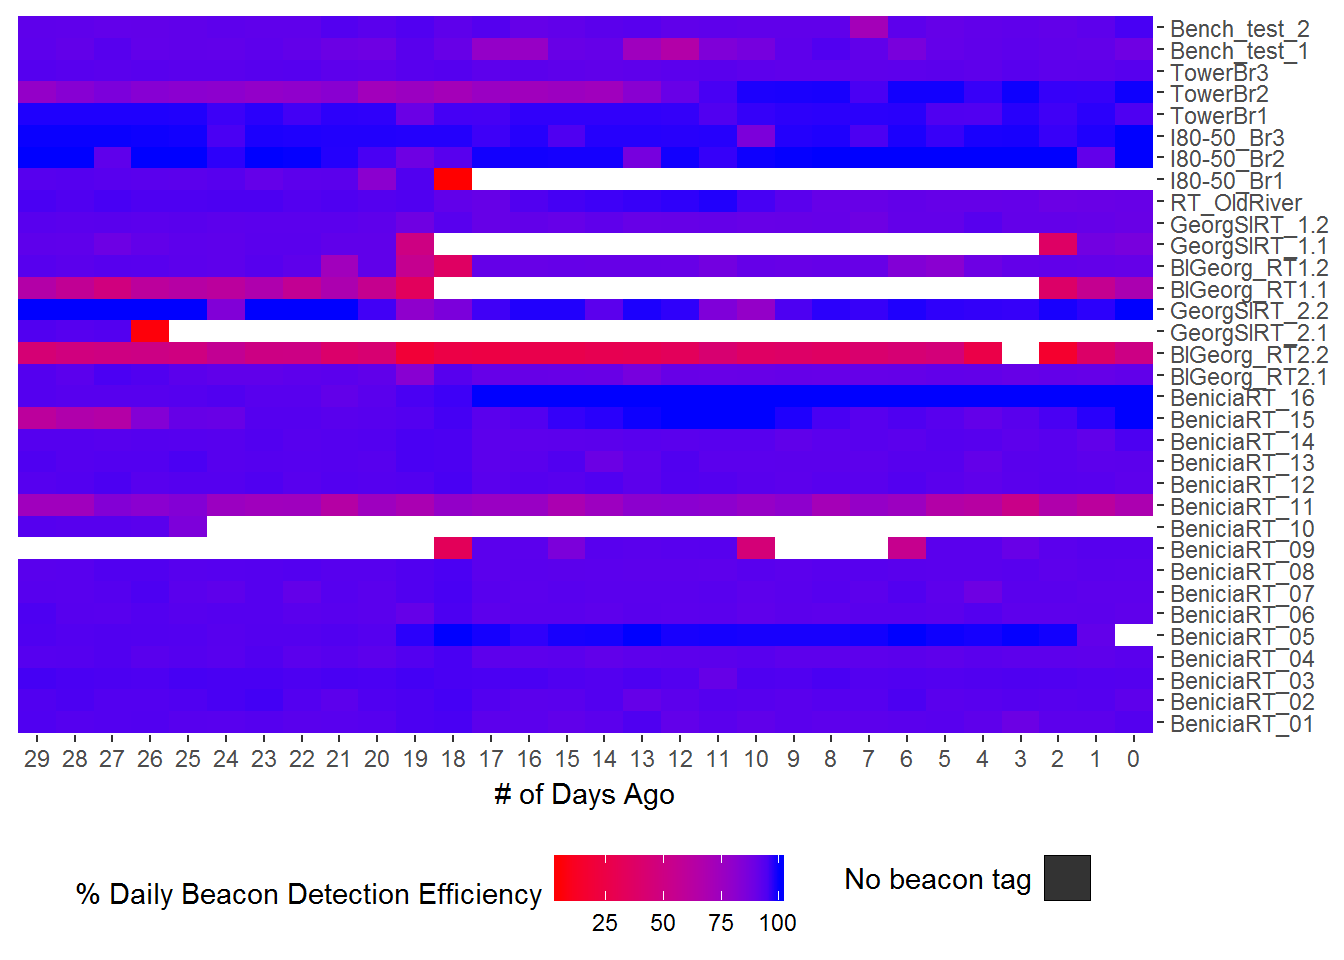 Bench_test_2
Bench_test_1
TowerBr3
TowerBr2
TowerBr1
I80-50_Br3
I80-50_Br2
I80-50_Br1
RT_OldRiver
GeorgSlRT_1.2
GeorgSlRT_1.1
BlGeorg_RT1.2
BlGeorg_RT1.1
GeorgSlRT_2.2
GeorgSlRT_2.1
BlGeorg_RT2.2
BlGeorg_RT2.1
BeniciaRT_16
BeniciaRT_15
BeniciaRT_14
BeniciaRT_13
BeniciaRT_12
BeniciaRT_11
BeniciaRT_10
BeniciaRT_09
BeniciaRT_08
BeniciaRT_07
BeniciaRT_06
BeniciaRT_05
BeniciaRT_04
BeniciaRT_03
BeniciaRT_02
BeniciaRT_01
29 28 27 26 25 24 23 22 21 20 19 18 17 16 15 14 13 12 11 10 9 8 7 6 5 4 3 2 1 0
# of Days Ago
% Daily Beacon Detection Efficiency
25 50 75 100
No beacon tag